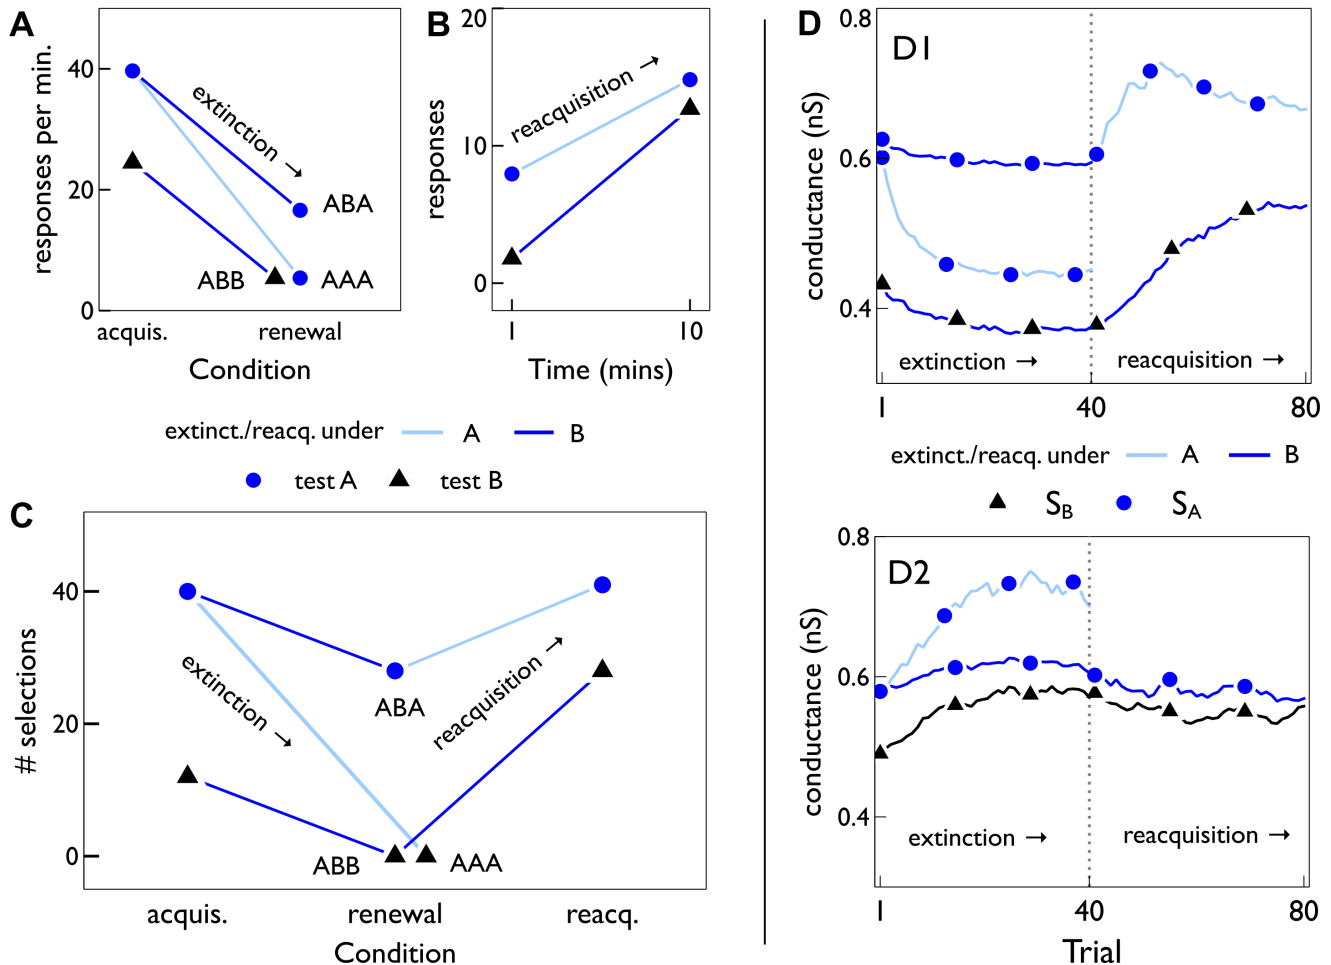 A
responses per min.
40
20
0
extinction →
ABA
ABB
AAA
acquis.
renewal
Condition
B
responses
20
10
0
reacquisition →
1
10
Time (mins)
extinct./reacq. under
A
B
test A
test B
C
# selections
40
20
0
extinction →
ABA
reacquisition →
ABB
AAA
acquis.
renewal
reacq.
Condition
D
D1
conductance (nS)
0.8
0.6
0.4
extinction →
reacquisition →
1
40
80
extinct./reacq. under
A
B
SB
SA
D2
conductance (nS)
0.8
0.6
0.4
extinction →
reacquisition →
1
40
80
Trial